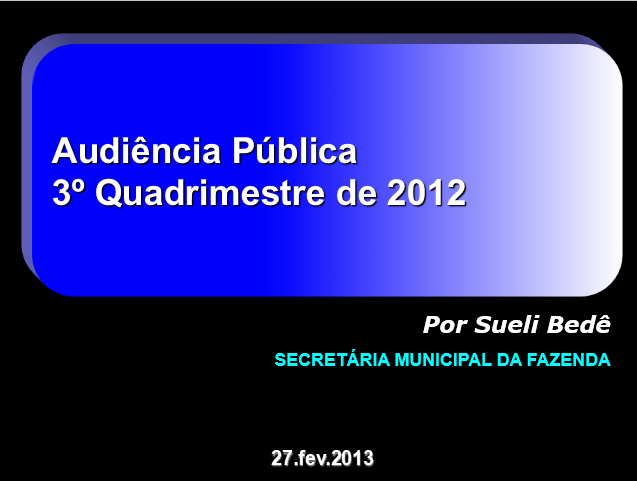 Audiência Pública
3º Quadrimestre de 2012
Por Sueli Bedê
SECRETÁRIA MUNICIPAL DA FAZENDA
27.fev.2013